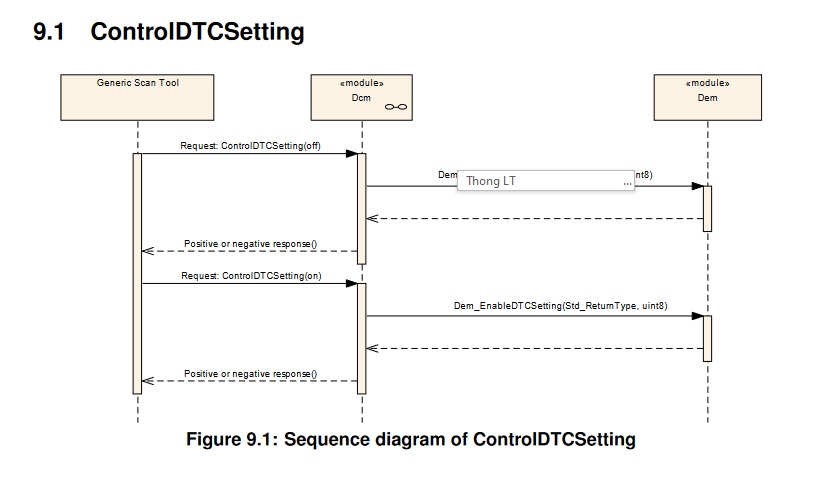 9.1 ControlDTCSetting
Generic Scan Tool
«module»
Dcm
«module»
Dem
Request: ControlDTCSetting(off)
Dem
Thong LT
...
nt8)
Positive or negative response()
Request: ControlDTCSetting(on)
Dem_EnableDTCSetting(Std_ReturnType, uint8)
Positive or negative response()
Figure 9.1: Sequence diagram of ControlDTCSetting